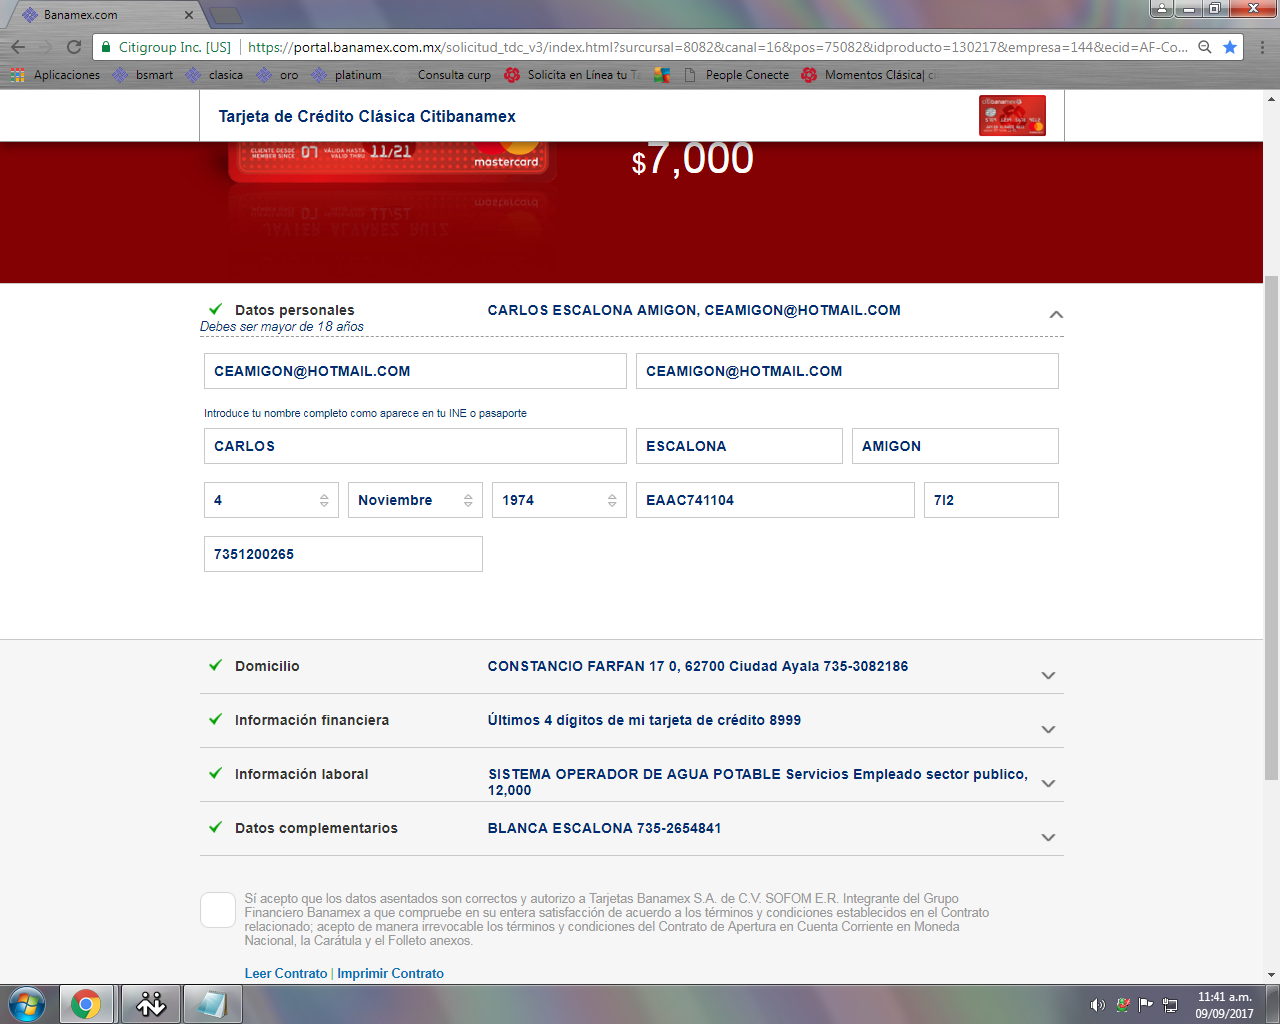 Banamex.com
Citigroup Inc. [US] | https://portal.banamex.com.mx/solicitud_tdc_v3/index.html?surcursal=8082&canal=16&pos=75082&idproducto=130217&empresa=144&ecid=AF-Co...
Aplicaciones bsmart clasica oro platinum Consulta curp Solicita en Línea tu T People Conecte Momentos Clásica| c
Tarjeta de Crédito Clásica Citibanamex
CLIENTE DESDE MEMBER SINCE 07 VÁLIDA HASTA VALID THRU 11/21
mastercard
$7,000
Datos personales CARLOS ESCALONA AMIGON, CEAMIGON@HOTMAIL.COM
Debes ser mayor de 18 años
CEAMIGON@HOTMAIL.COM CEAMIGON@HOTMAIL.COM
Introduce tu nombre completo como aparece en tu INE o pasaporte
CARLOS ESCALONA AMIGON
4 Noviembre 1974 EAAC741104 7I2
7351200265
Domicilio CONSTANCIO FARFAN 17 0, 62700 Ciudad Ayala 735-3082186
Información financiera Últimos 4 dígitos de mi tarjeta de crédito 8999
Información laboral SISTEMA OPERADOR DE AGUA POTABLE Servicios Empleado sector publico,
12,000
Datos complementarios BLANCA ESCALONA 735-2654841
Sí acepto que los datos asentados son correctos y autorizo a Tarjetas Banamex S.A. de C.V. SOFOM E.R. Integrante del Grupo
Financiero Banamex a que compruebe en su entera satisfacción de acuerdo a los términos y condiciones establecidos en el Contrato
relacionado; acepto de manera irrevocable los términos y condiciones del Contrato de Apertura en Cuenta Corriente en Moneda
Nacional, la Carátula y el Folleto anexos.
Leer Contrato | Imprimir Contrato
11:41 a.m.
09/09/2017